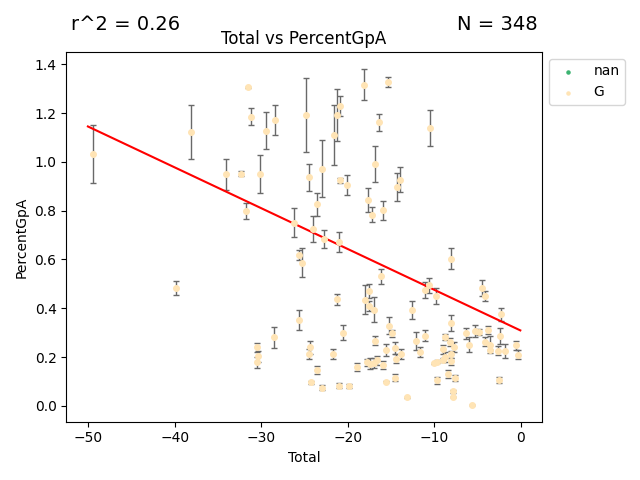 r^2 = 0.26
N = 348
Total vs PercentGpA
nan
G
PercentGpA
1.4
1.2
1.0
0.8
0.6
0.4
0.2
0.0
−50
−40
−30
−20
−10
0
Total